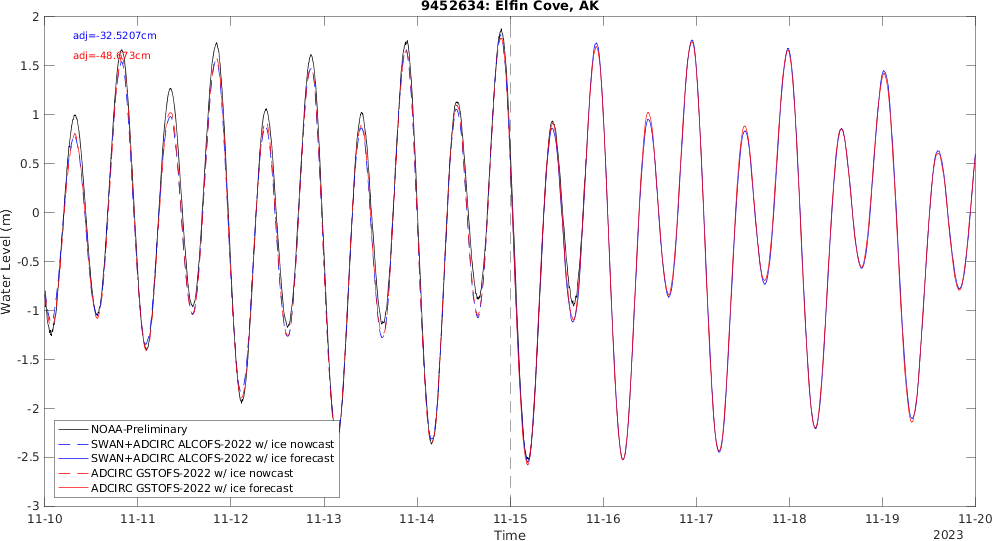 9452634: Elfin Cove, AK
adj=-32.5207cm
adj=-48.673cm
Water Level (m)
2
1.5
1
0.5
0
-0.5
-1
-1.5
-2
-2.5
-3
NOAA-Preliminary
SWAN+ADCIRC ALCOFS-2022 w/ ice nowcast
SWAN+ADCIRC ALCOFS-2022 w/ ice forecast
ADCIRC GSTOFS-2022 w/ ice nowcast
ADCIRC GSTOFS-2022 w/ ice forecast
11-10 11-11 11-12 11-13 11-14 11-15 11-16 11-17 11-18 11-19 11-20
Time
2023